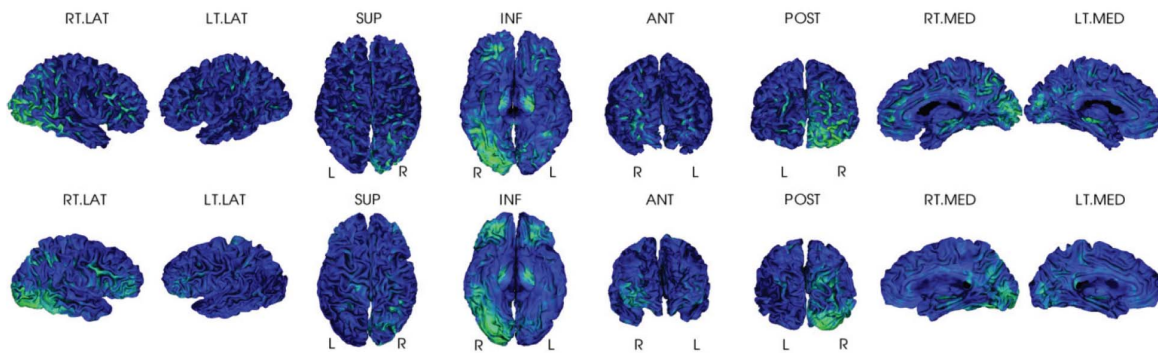 RT.LAT LT.LAT SUP INF ANT POST RT.MED LT.MED
L R R L R L L R
RT.LAT LT.LAT SUP INF ANT POST RT.MED LT.MED
L R R L R L L R